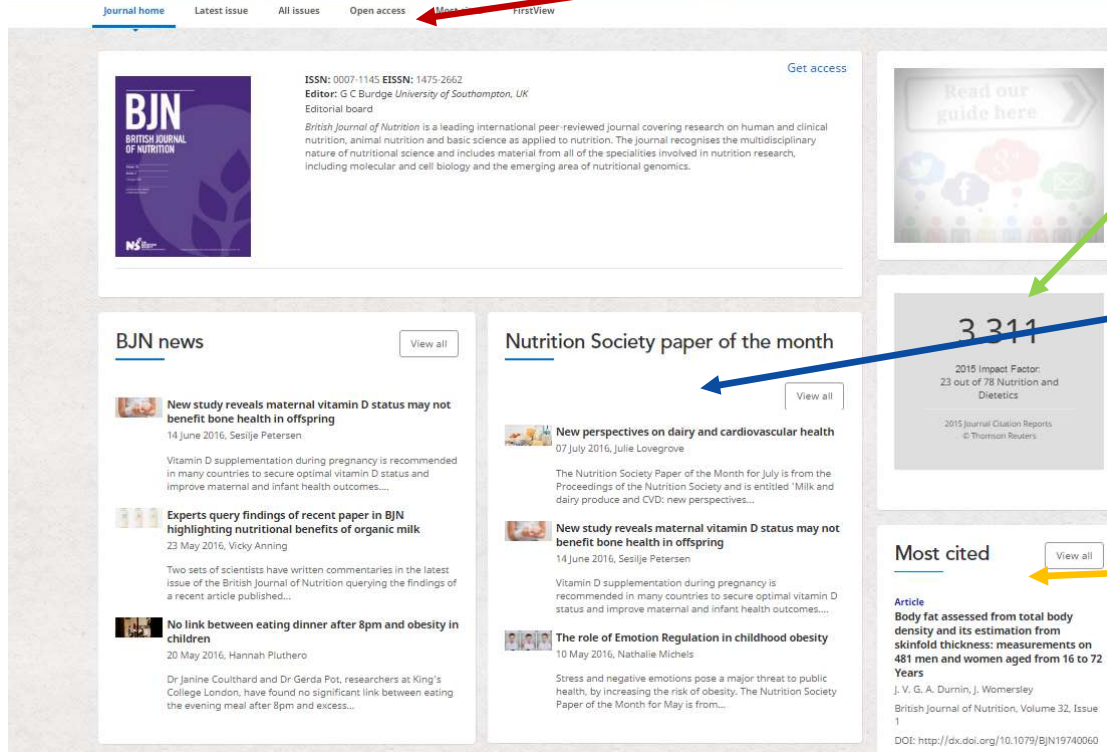 Journal home Latest issue All issues Open access Most cited FirstView
Get access
BJN
BRITISH JOURNAL
OF NUTRITION
NS
ISSN: 0007-1145 EISSN: 1475-2662
Editor: G C Burdge University of Southampton, UK
Editorial board
British Journal of Nutrition is a leading international peer-reviewed journal covering research on human and clinical
nutrition, animal nutrition and basic science as applied to nutrition. The journal recognises the multidisciplinary
nature of nutritional science and includes material from all of the specialities involved in nutrition research,
including molecular and cell biology and the emerging area of nutritional genomics.
Read our
guide here
BJN news
View all
New study reveals maternal vitamin D status may not
benefit bone health in offspring
14 June 2016, Sesilje Petersen
Vitamin D supplementation during pregnancy is recommended
in many countries to secure optimal vitamin D status and
improve maternal and infant health outcomes....
Experts query findings of recent paper in BJN
highlighting nutritional benefits of organic milk
23 May 2016, Vicky Anning
Two sets of scientists have written commentaries in the latest
issue of the British Journal of Nutrition querying the findings of
a recent article published...
No link between eating dinner after 8pm and obesity in
children
20 May 2016, Hannah Pluthero
Dr Janine Coulthard and Dr Gerda Pot, researchers at King's
College London, have found no significant link between eating
the evening meal after 8pm and excess...
Nutrition Society paper of the month
View all
New perspectives on dairy and cardiovascular health
07 July 2016, Julie Lovegrove
The Nutrition Society Paper of the Month for July is from the
Proceedings of the Nutrition Society and is entitled 'Milk and
dairy produce and CVD: new perspectives...
New study reveals maternal vitamin D status may not
benefit bone health in offspring
14 June 2016, Sesilje Petersen
Vitamin D supplementation during pregnancy is
recommended in many countries to secure optimal vitamin D
status and improve maternal and infant health outcomes....
The role of Emotion Regulation in childhood obesity
10 May 2016, Nathalie Michels
Stress and negative emotions pose a major threat to public
health, by increasing the risk of obesity. The Nutrition Society
Paper of the Month for May is from...
3.311
2015 Impact Factor:
23 out of 78 Nutrition and
Dietetics
2015 Journal Citation Reports
© Thomson Reuters
Most cited
View all
Article
Body fat assessed from total body
density and its estimation from
skinfold thickness: measurements on
481 men and women aged from 16 to 72
Years
J. V. G. A. Durnin, J. Womersley
British Journal of Nutrition, Volume 32, Issue
1
DOI: http://dx.doi.org/10.1079/BJN19740060